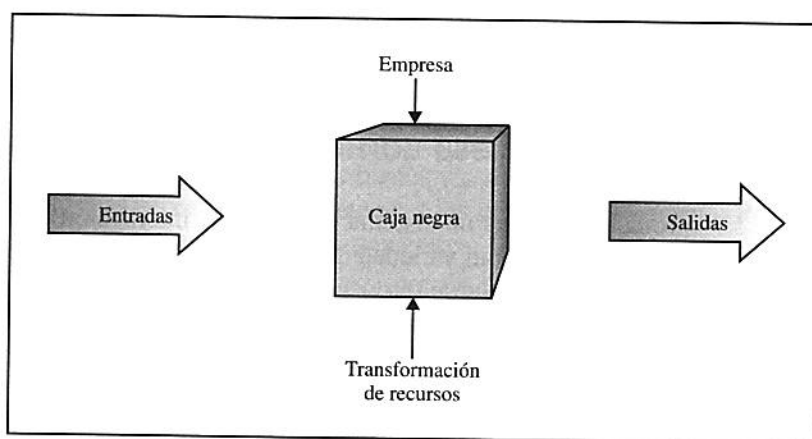 Empresa
Entradas
Caja negra
Salidas
Transformación
de recursos